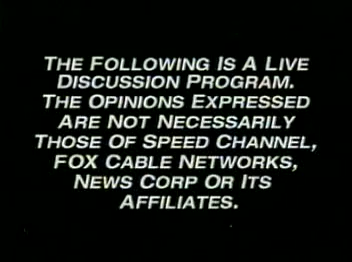 THE FOLLOWING IS A LIVE
DISCUSSION PROGRAM.
THE OPINIONS EXPRESSED
ARE NOT NECESSARILY
THOSE OF SPEED CHANNEL,
FOX CABLE NETWORKS,
NEWS CORP OR ITS
AFFILIATES.